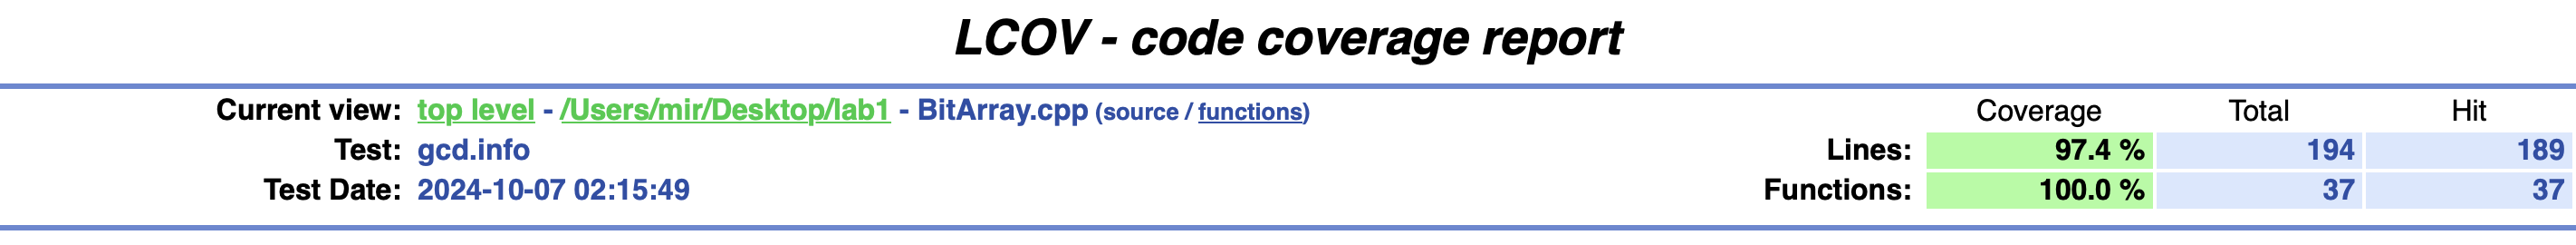 LCOV - code coverage report
Current view: top level - /Users/mir/Desktop/lab1 - BitArray.cpp (source / functions) Coverage Total Hit
Test: gcd.info Lines: 97.4 % 194 189
Test Date: 2024-10-07 02:15:49 Functions: 100.0 % 37 37